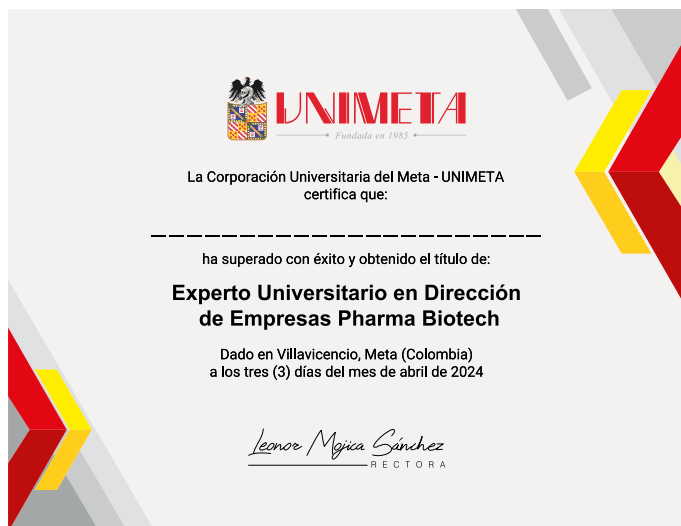 UNIMETA
Fundada en 1985
La Corporación Universitaria del Meta - UNIMETA
certifica que:
ha superado con éxito y obtenido el título de:
Experto Universitario en Dirección
de Empresas Pharma Biotech
Dado en Villavicencio, Meta (Colombia)
a los tres (3) días del mes de abril de 2024
Leonor Mojica Sánchez
RECTORA